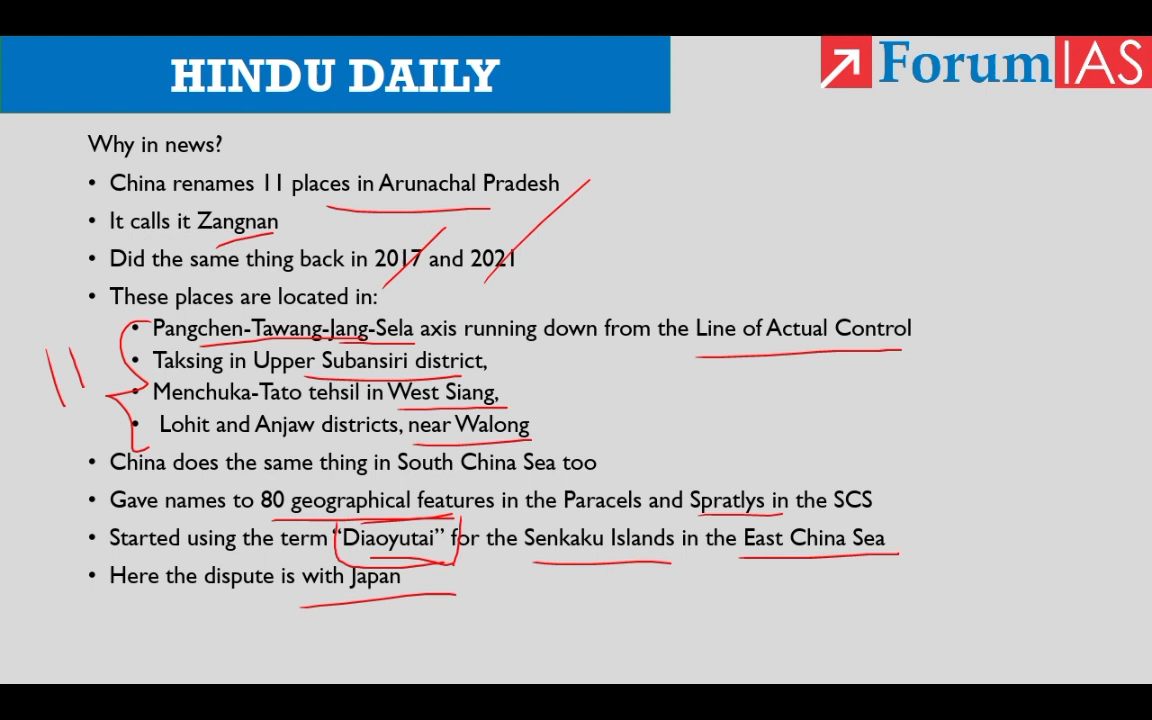 HINDU DAILY
ForumIAS
Why in news?
• China renames 11 places in Arunachal Pradesh
• It calls it Zangnan
• Did the same thing back in 2017 and 2021
• These places are located in:
• Pangchen-Tawang-Jang-Sela axis running down from the Line of Actual Control
• Taksing in Upper Subansiri district,
• Menchuka-Tato tehsil in West Siang,
• Lohit and Anjaw districts, near Walong
11
• China does the same thing in South China Sea too
• Gave names to 80 geographical features in the Paracels and Spratlys in the SCS
• Started using the term “Diaoyutai” for the Senkaku Islands in the East China Sea
• Here the dispute is with Japan